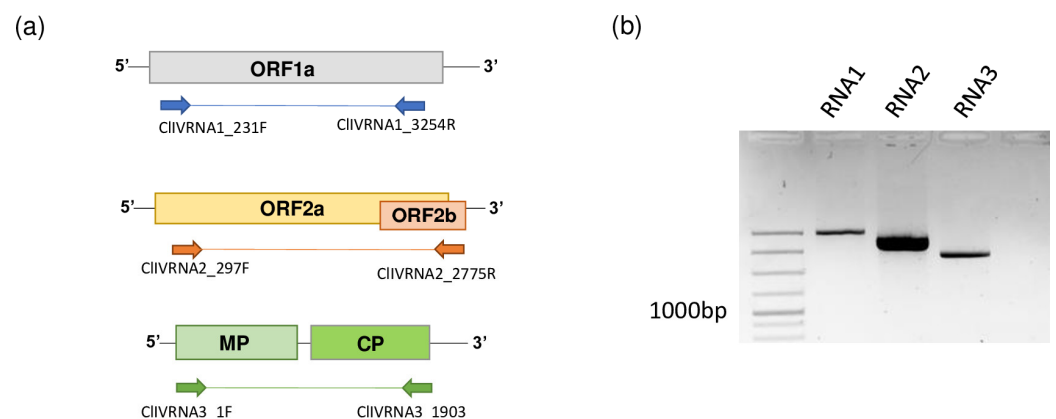 (a)
5’ ORF1a 3’
ClIVRNA1_231F ClIVRNA1_3254R
5’ ORF2a ORF2b 3’
ClIVRNA2_297F ClIVRNA2_2775R
5’ MP CP 3’
ClIVRNA3_1F ClIVRNA3_1903
(b)
RNA1 RNA2 RNA3
1000bp